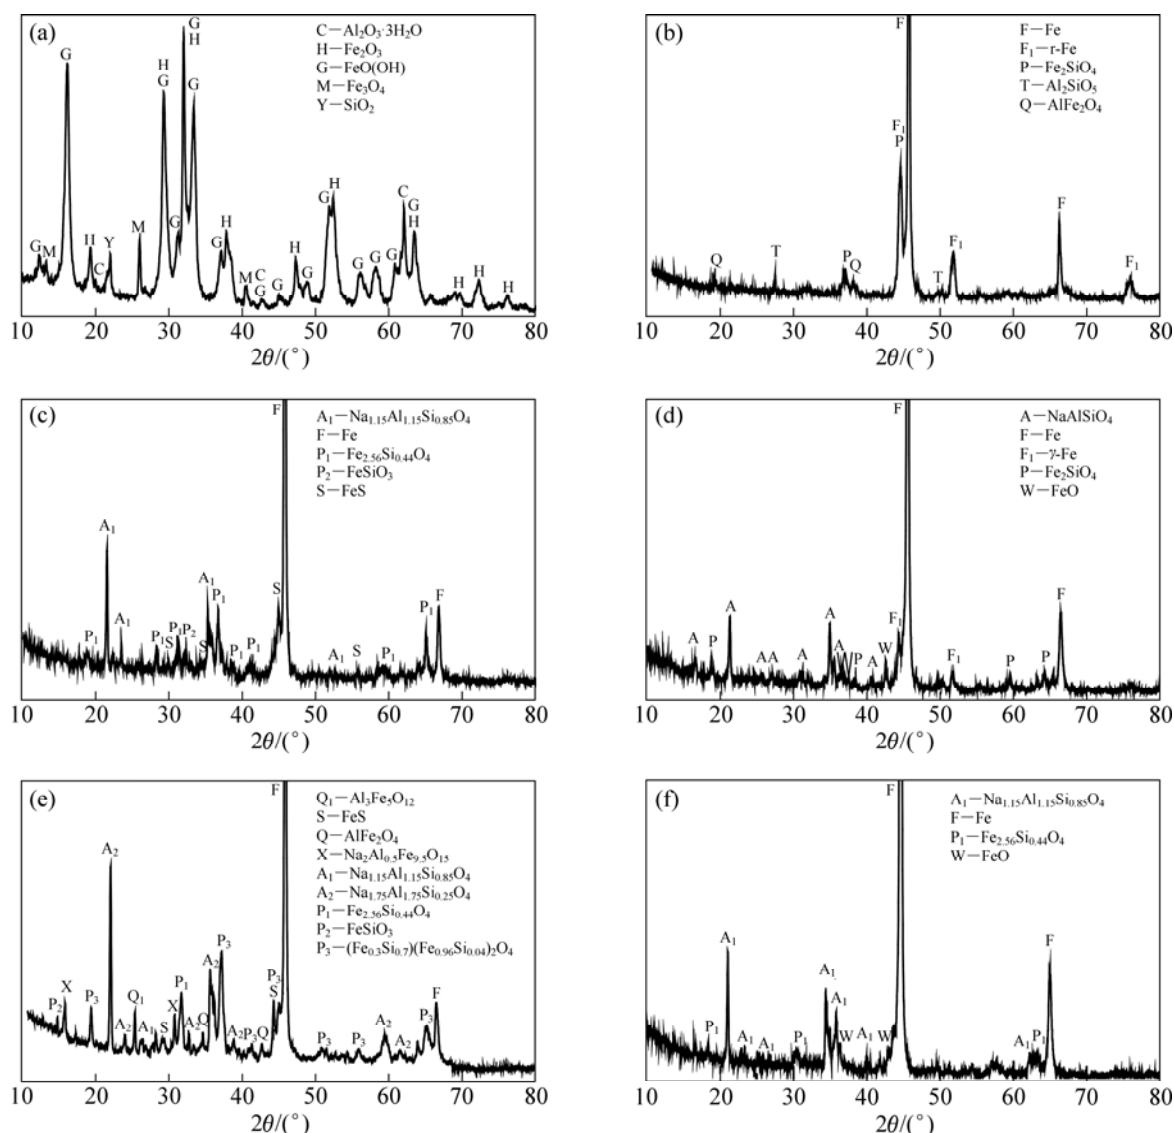 (a)
C—Al₂O₃·3H₂O
H—Fe₂O₃
G—FeO(OH)
M—Fe₃O₄
Y—SiO₂
G M G H C Y M H G G G H G G H M C G G H G G H G G G C G H H H H
10 20 30 40 50 60 70 80
2θ/(°)
(b)
F—Fe
F₁—r-Fe
P—Fe₂SiO₄
T—Al₂SiO₅
Q—AlFe₂O₄
Q T P Q F₁ P F T F₁ F F₁
10 20 30 40 50 60 70 80
2θ/(°)
(c)
A₁—Na₁.₁₅Al₁.₁₅Si₀.₈₅O₄
F—Fe
P₁—Fe₂.₅₆Si₀.₄₄O₄
P₂—FeSiO₃
S—FeS
P₁ A₁ A₁ P₁ S P₁ P₂ S A₁ P₁ P₁ P₁ S F A₁ S P₁ P₁ F
10 20 30 40 50 60 70 80
2θ/(°)
(d)
A—NaAlSiO₄
F—Fe
F₁—γ-Fe
P—Fe₂SiO₄
W—FeO
A P A A A A A A P A W F₁ F F₁ P P F
10 20 30 40 50 60 70 80
2θ/(°)
(e)
Q₁—Al₃Fe₅O₁₂
S—FeS
Q—AlFe₂O₄
X—Na₂Al₀.₅Fe₉.₅O₁₅
A₁—Na₁.₁₅Al₁.₁₅Si₀.₈₅O₄
A₂—Na₁.₇₅Al₁.₇₅Si₀.₂₅O₄
P₁—Fe₂.₅₆Si₀.₄₄O₄
P₂—FeSiO₃
P₃—(Fe₀.₃Si₀.₇)(Fe₀.₉₆Si₀.₀₄)₂O₄
P₂ X P₃ A₂ A₂ Q₁ A₁ S X P₁ A₂ Q A₂ P₃ A₂ P₃ Q P₃ S F P₃ P₃ A₂ A₂ P₃ F
10 20 30 40 50 60 70 80
2θ/(°)
(f)
A₁—Na₁.₁₅Al₁.₁₅Si₀.₈₅O₄
F—Fe
P₁—Fe₂.₅₆Si₀.₄₄O₄
W—FeO
P₁ A₁ A₁ A₁ P₁ A₁ A₁ W A₁ W F A₁ P₁ F
10 20 30 40 50 60 70 80
2θ/(°)